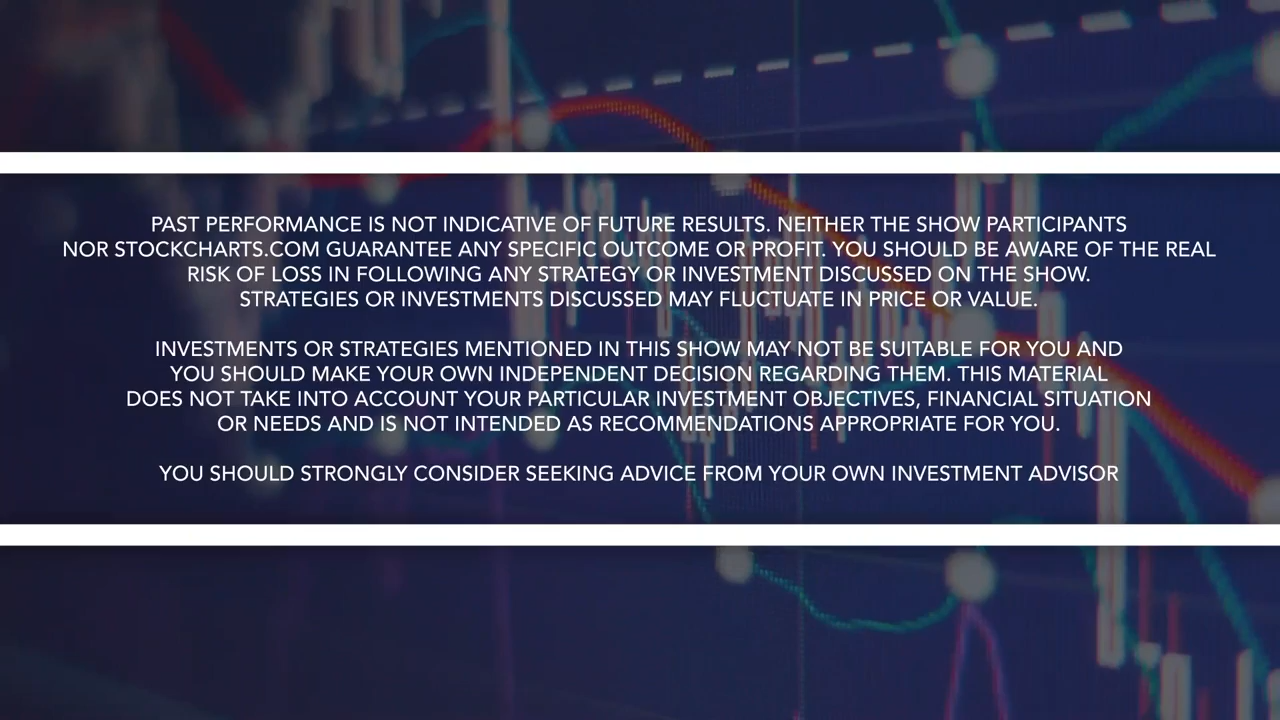 PAST PERFORMANCE IS NOT INDICATIVE OF FUTURE RESULTS. NEITHER THE SHOW PARTICIPANTS
NOR STOCKCHARTS.COM GUARANTEE ANY SPECIFIC OUTCOME OR PROFIT. YOU SHOULD BE AWARE OF THE REAL
RISK OF LOSS IN FOLLOWING ANY STRATEGY OR INVESTMENT DISCUSSED ON THE SHOW.
STRATEGIES OR INVESTMENTS DISCUSSED MAY FLUCTUATE IN PRICE OR VALUE.
INVESTMENTS OR STRATEGIES MENTIONED IN THIS SHOW MAY NOT BE SUITABLE FOR YOU AND
YOU SHOULD MAKE YOUR OWN INDEPENDENT DECISION REGARDING THEM. THIS MATERIAL
DOES NOT TAKE INTO ACCOUNT YOUR PARTICULAR INVESTMENT OBJECTIVES, FINANCIAL SITUATION
OR NEEDS AND IS NOT INTENDED AS RECOMMENDATIONS APPROPRIATE FOR YOU.
YOU SHOULD STRONGLY CONSIDER SEEKING ADVICE FROM YOUR OWN INVESTMENT ADVISOR